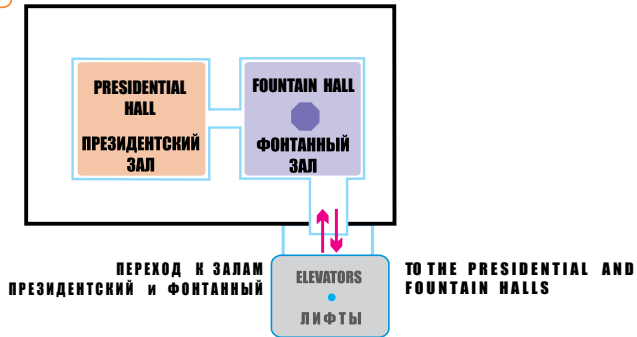 PRESIDENTIAL
HALL
ПРЕЗИДЕНТСКИЙ
ЗАЛ
FOUNTAIN HALL
ФОНТАННЫЙ
ЗАЛ
ПЕРЕХОД К ЗАЛАМ
ПРЕЗИДЕНТСКИЙ и ФОНТАННЫЙ
ELEVATORS
ЛИФТЫ
TO THE PRESIDENTIAL AND
FOUNTAIN HALLS